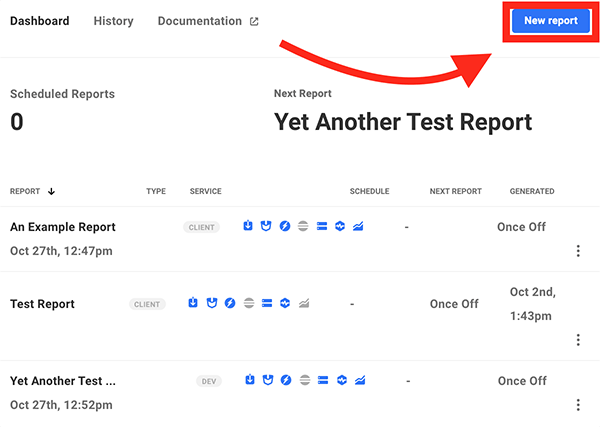 Dashboard History Documentation New report
Scheduled Reports Next Report
0 Yet Another Test Report
REPORT TYPE SERVICE SCHEDULE NEXT REPORT GENERATED
An Example Report CLIENT - Once Off
Oct 27th, 12:47pm
Test Report CLIENT - Once Off Oct 2nd,
1:43pm
Yet Another Test ... DEV - Once Off
Oct 27th, 12:52pm